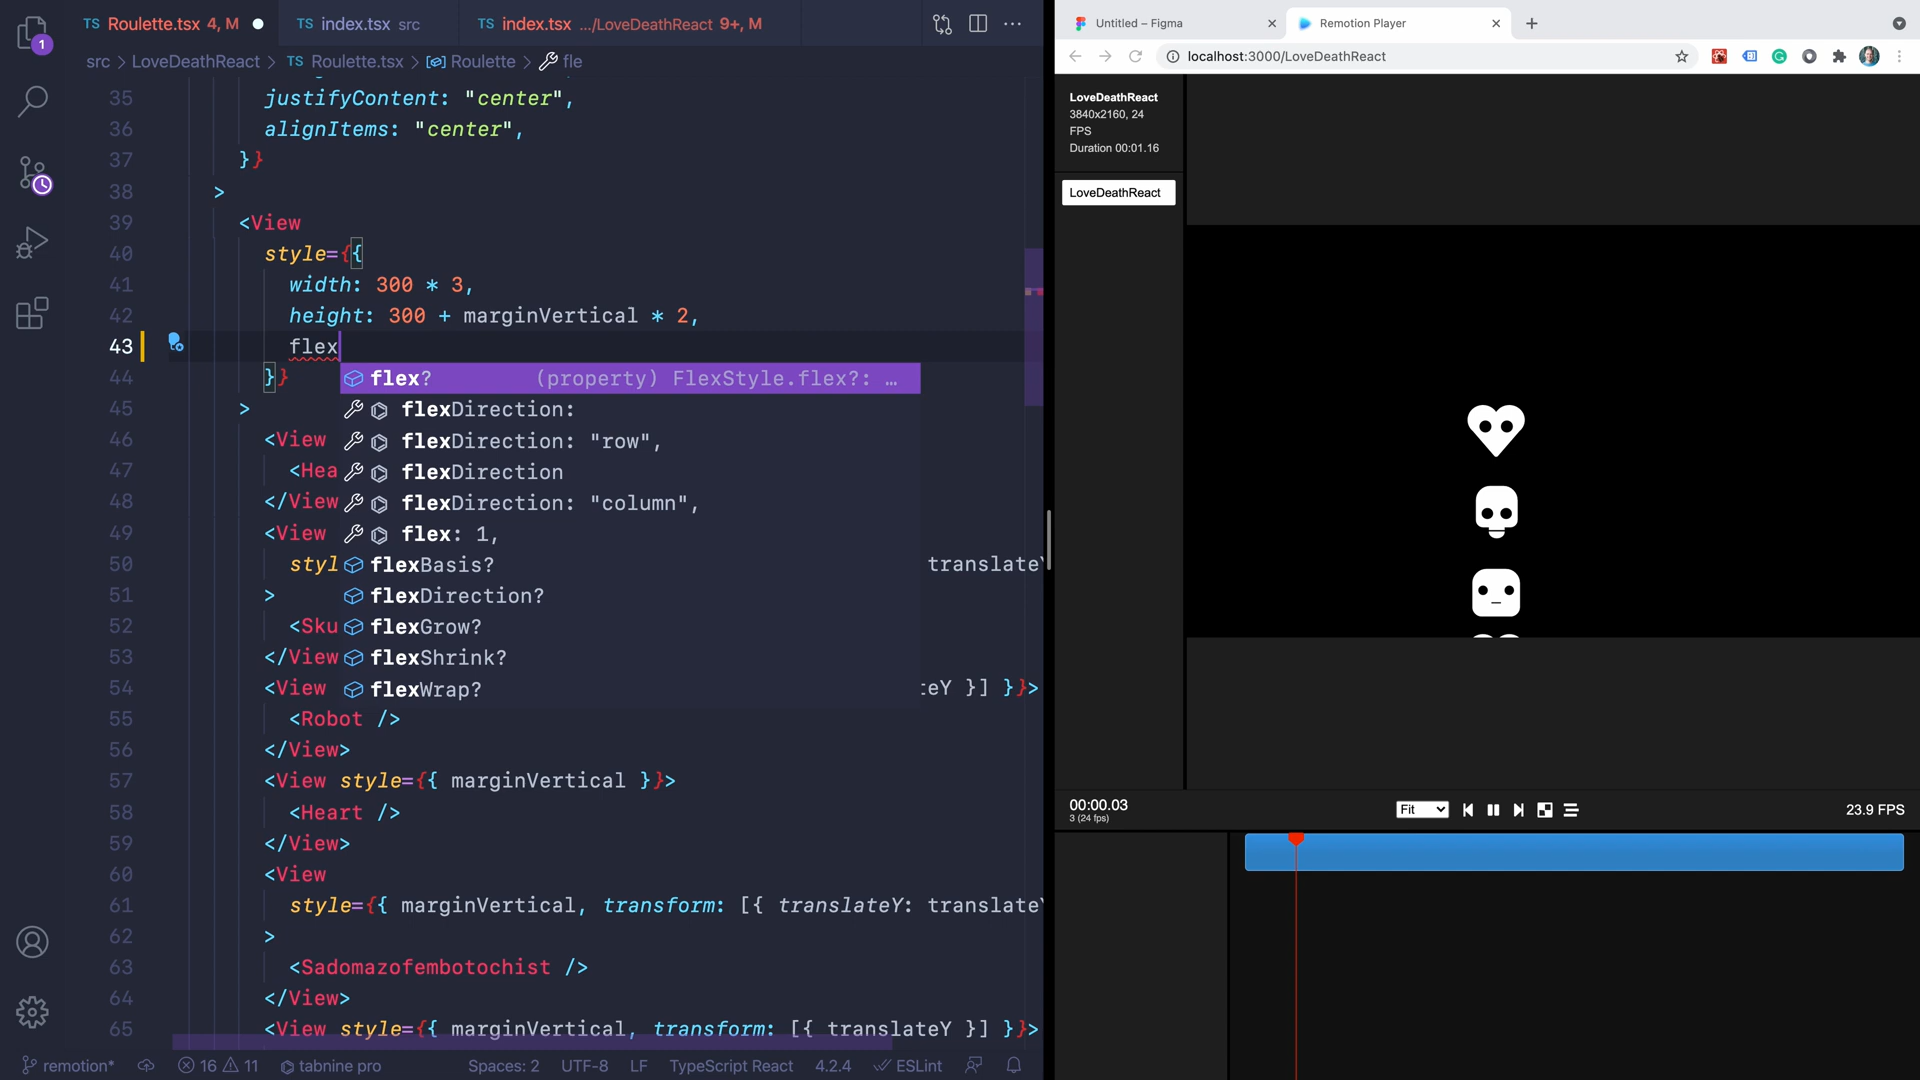 TS Roulette.tsx 4, M
TS index.tsx src
TS index.tsx .../LoveDeathReact 9+, M
src > LoveDeathReact > TS Roulette.tsx > Roulette > fle
1
35 justifyContent: "center",
36 alignItems: "center",
37 }}
38 >
39 <View
40 style={{
41 width: 300 * 3,
42 height: 300 + marginVertical * 2,
43 flex
44 }}
45 >
46 <View
47 <Hea
48 </View
49 <View
50 styl translateY
51 >
52 <Sku
53 </View
54 <View teY }] }}>
55 <Robot />
56 </View>
57 <View style={{ marginVertical }}>
58 <Heart />
59 </View>
60 <View
61 style={{ marginVertical, transform: [{ translateY: translateY
62 >
63 <Sadomazofembotochist />
64 </View>
65 <View style={{ marginVertical, transform: [{ translateY }] }}>
flex? (property) FlexStyle.flex?: …
flexDirection:
flexDirection: "row",
flexDirection
flexDirection: "column",
flex: 1,
flexBasis?
flexDirection?
flexGrow?
flexShrink?
flexWrap?
remotion* 16 11 tabnine pro Spaces: 2 UTF-8 LF TypeScript React 4.2.4 ESLint
Untitled – Figma
Remotion Player
localhost:3000/LoveDeathReact
LoveDeathReact
3840x2160, 24
FPS
Duration 00:01.16
LoveDeathReact
00:00.03
3 (24 fps)
Fit
23.9 FPS